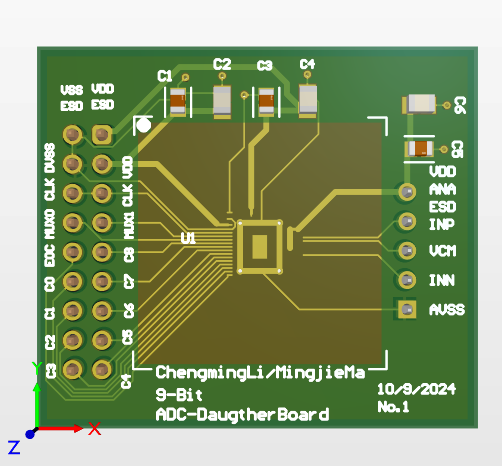 C1 C2 C3 C4
VSS VDD
ESD ESD
C6
C5
DVSS VDD
CLK CLK
MUX0 MUX1
EOC C8
C0 C7
C1 C6
C2 C5
C3 C4
U1
VDD
ANA
ESD
INP
VCM
INN
AVSS
ChengmingLi/MingjieMa
9-Bit
ADC-DaugtherBoard
10/9/2024
No.1
Y
X
Z